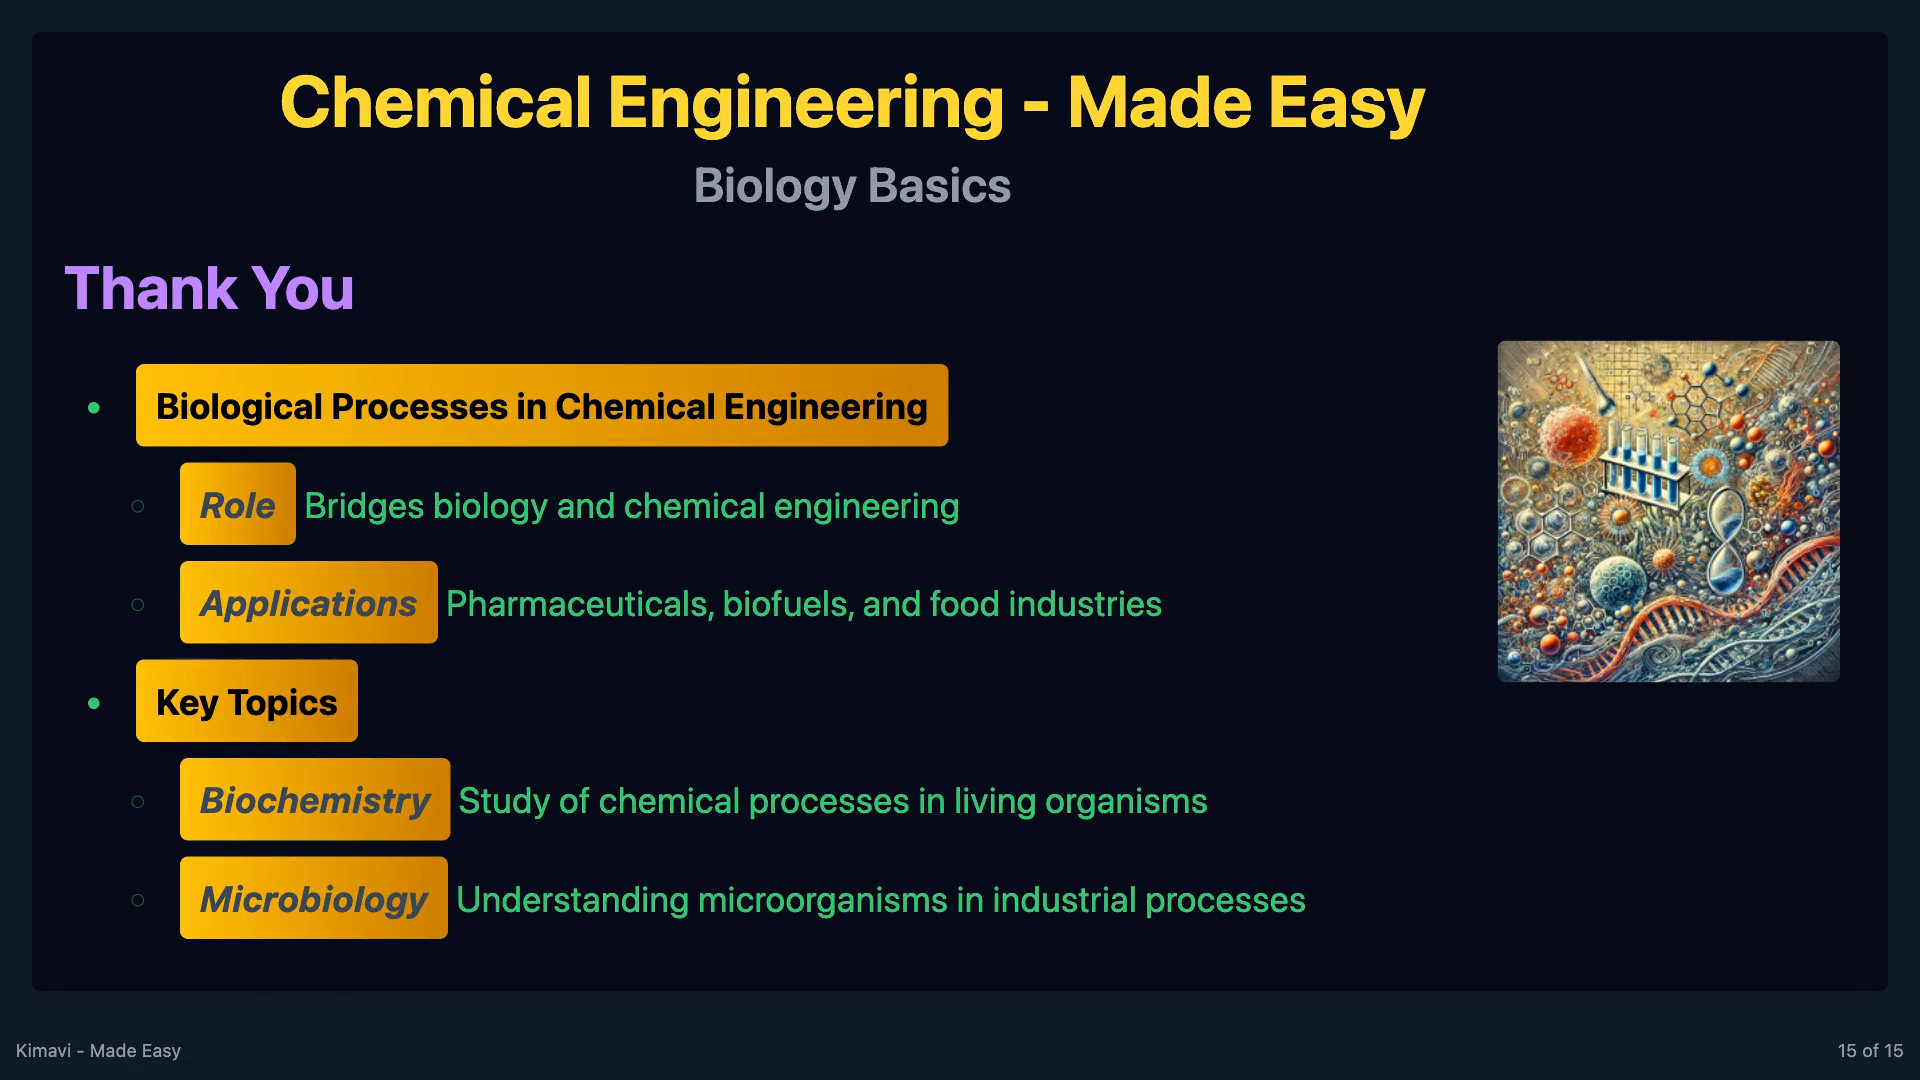 Chemical Engineering - Made Easy
Biology Basics
Thank You
Biological Processes in Chemical Engineering
Role Bridges biology and chemical engineering
Applications Pharmaceuticals, biofuels, and food industries
Key Topics
Biochemistry Study of chemical processes in living organisms
Microbiology Understanding microorganisms in industrial processes
Kimavi - Made Easy
15 of 15